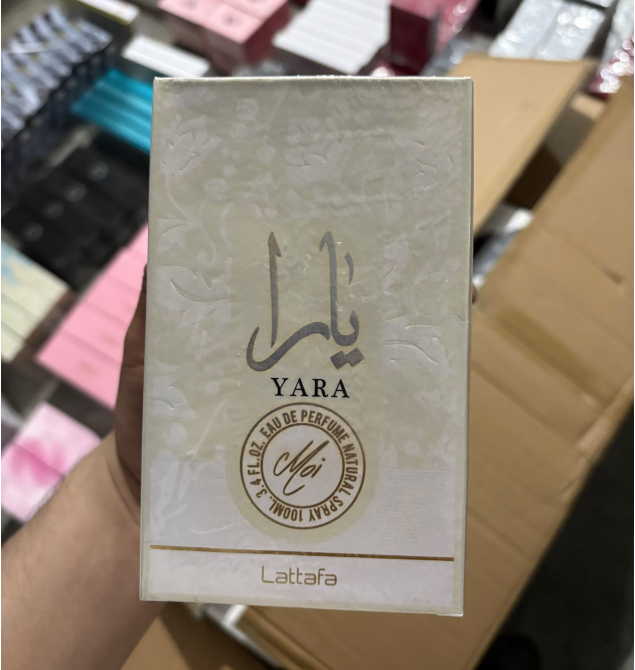 يارا
YARA
3.4 FL.OZ. EAU DE PERFUME NATURAL SPRAY 100ML.
Moi
Lattafa